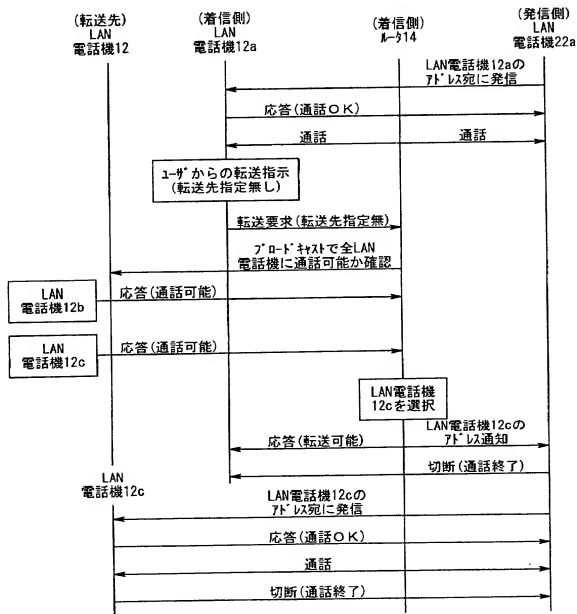 (転送先)
LAN
電話機12
(着信側)
LAN
電話機12a
(着信側)
ルータ14
(発信側)
LAN
電話機22a
LAN電話機12aの
アドレス宛に発信
応答(通話OK)
通話
通話
ユーザからの転送指示
(転送先指定無し)
転送要求(転送先指定無)
ブロードキャストで全LAN
電話機に通話可能か確認
LAN
電話機12b
応答(通話可能)
LAN
電話機12c
応答(通話可能)
LAN電話機
12cを選択
LAN電話機12cの
アドレス通知
応答(転送可能)
切断(通話終了)
LAN
電話機12c
LAN電話機12cの
アドレス宛に発信
応答(通話OK)
通話
切断(通話終了)